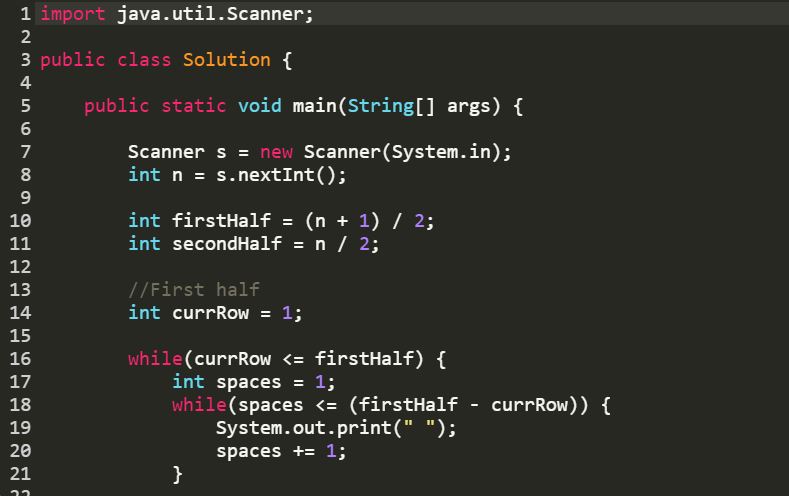 1 import java.util.Scanner;
2
3 public class Solution {
4
5     public static void main(String[] args) {
6
7         Scanner s = new Scanner(System.in);
8         int n = s.nextInt();
9
10         int firstHalf = (n + 1) / 2;
11         int secondHalf = n / 2;
12
13         //First half
14         int currRow = 1;
15
16         while(currRow <= firstHalf) {
17             int spaces = 1;
18             while(spaces <= (firstHalf - currRow)) {
19                 System.out.print(" ");
20                 spaces += 1;
21             }
22